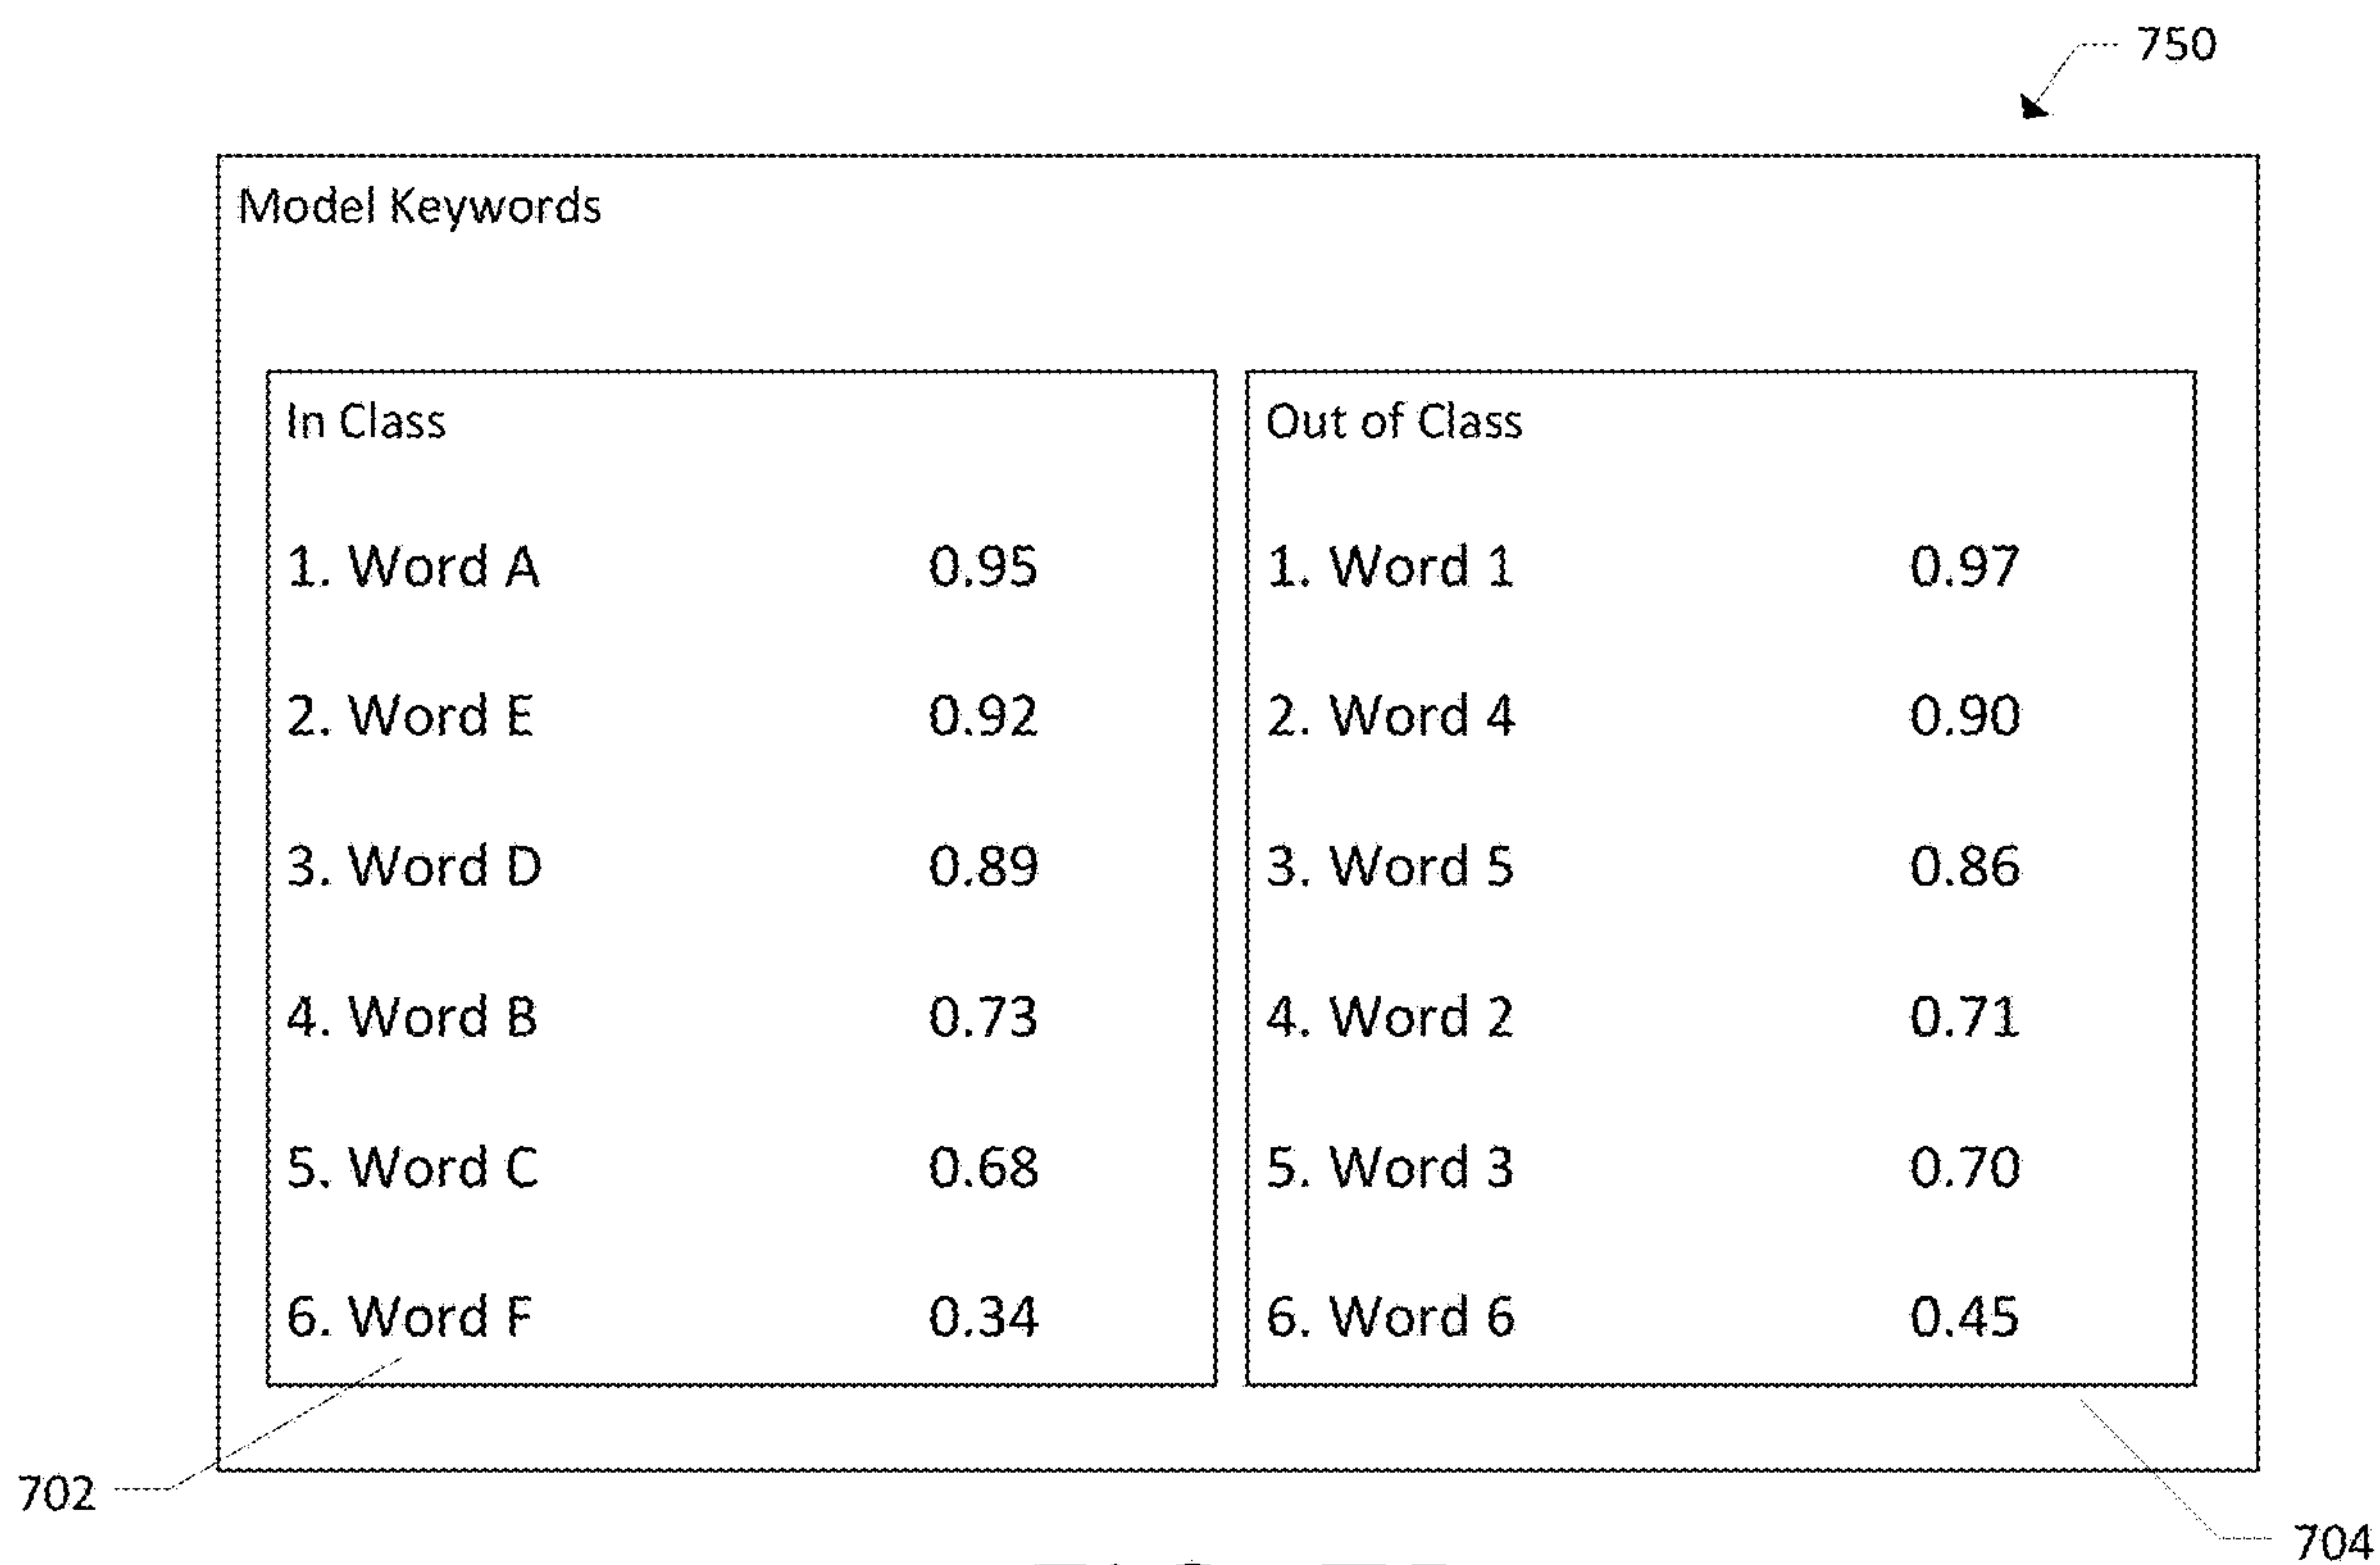 750
Model Keywords
In Class
1. Word A 0.95
2. Word E 0.92
3. Word D 0.89
4. Word B 0.73
5. Word C 0.68
6. Word F 0.34
Out of Class
1. Word 1 0.97
2. Word 4 0.90
3. Word 5 0.86
4. Word 2 0.71
5. Word 3 0.70
6. Word 6 0.45
702
704